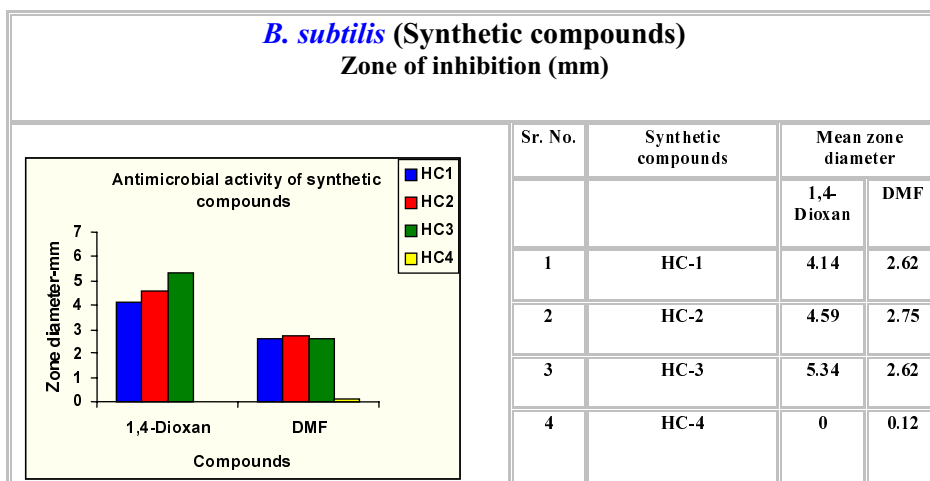 B. subtilis (Synthetic compounds)
Zone of inhibition (mm)
Antimicrobial activity of synthetic
compounds
HC1
HC2
HC3
HC4
Zone diameter-mm
7
6
5
4
3
2
1
0
1,4-Dioxan DMF
Compounds
Sr. No. Synthetic compounds Mean zone diameter
1,4-Dioxan DMF
1 HC-1 4.14 2.62
2 HC-2 4.59 2.75
3 HC-3 5.34 2.62
4 HC-4 0 0.12